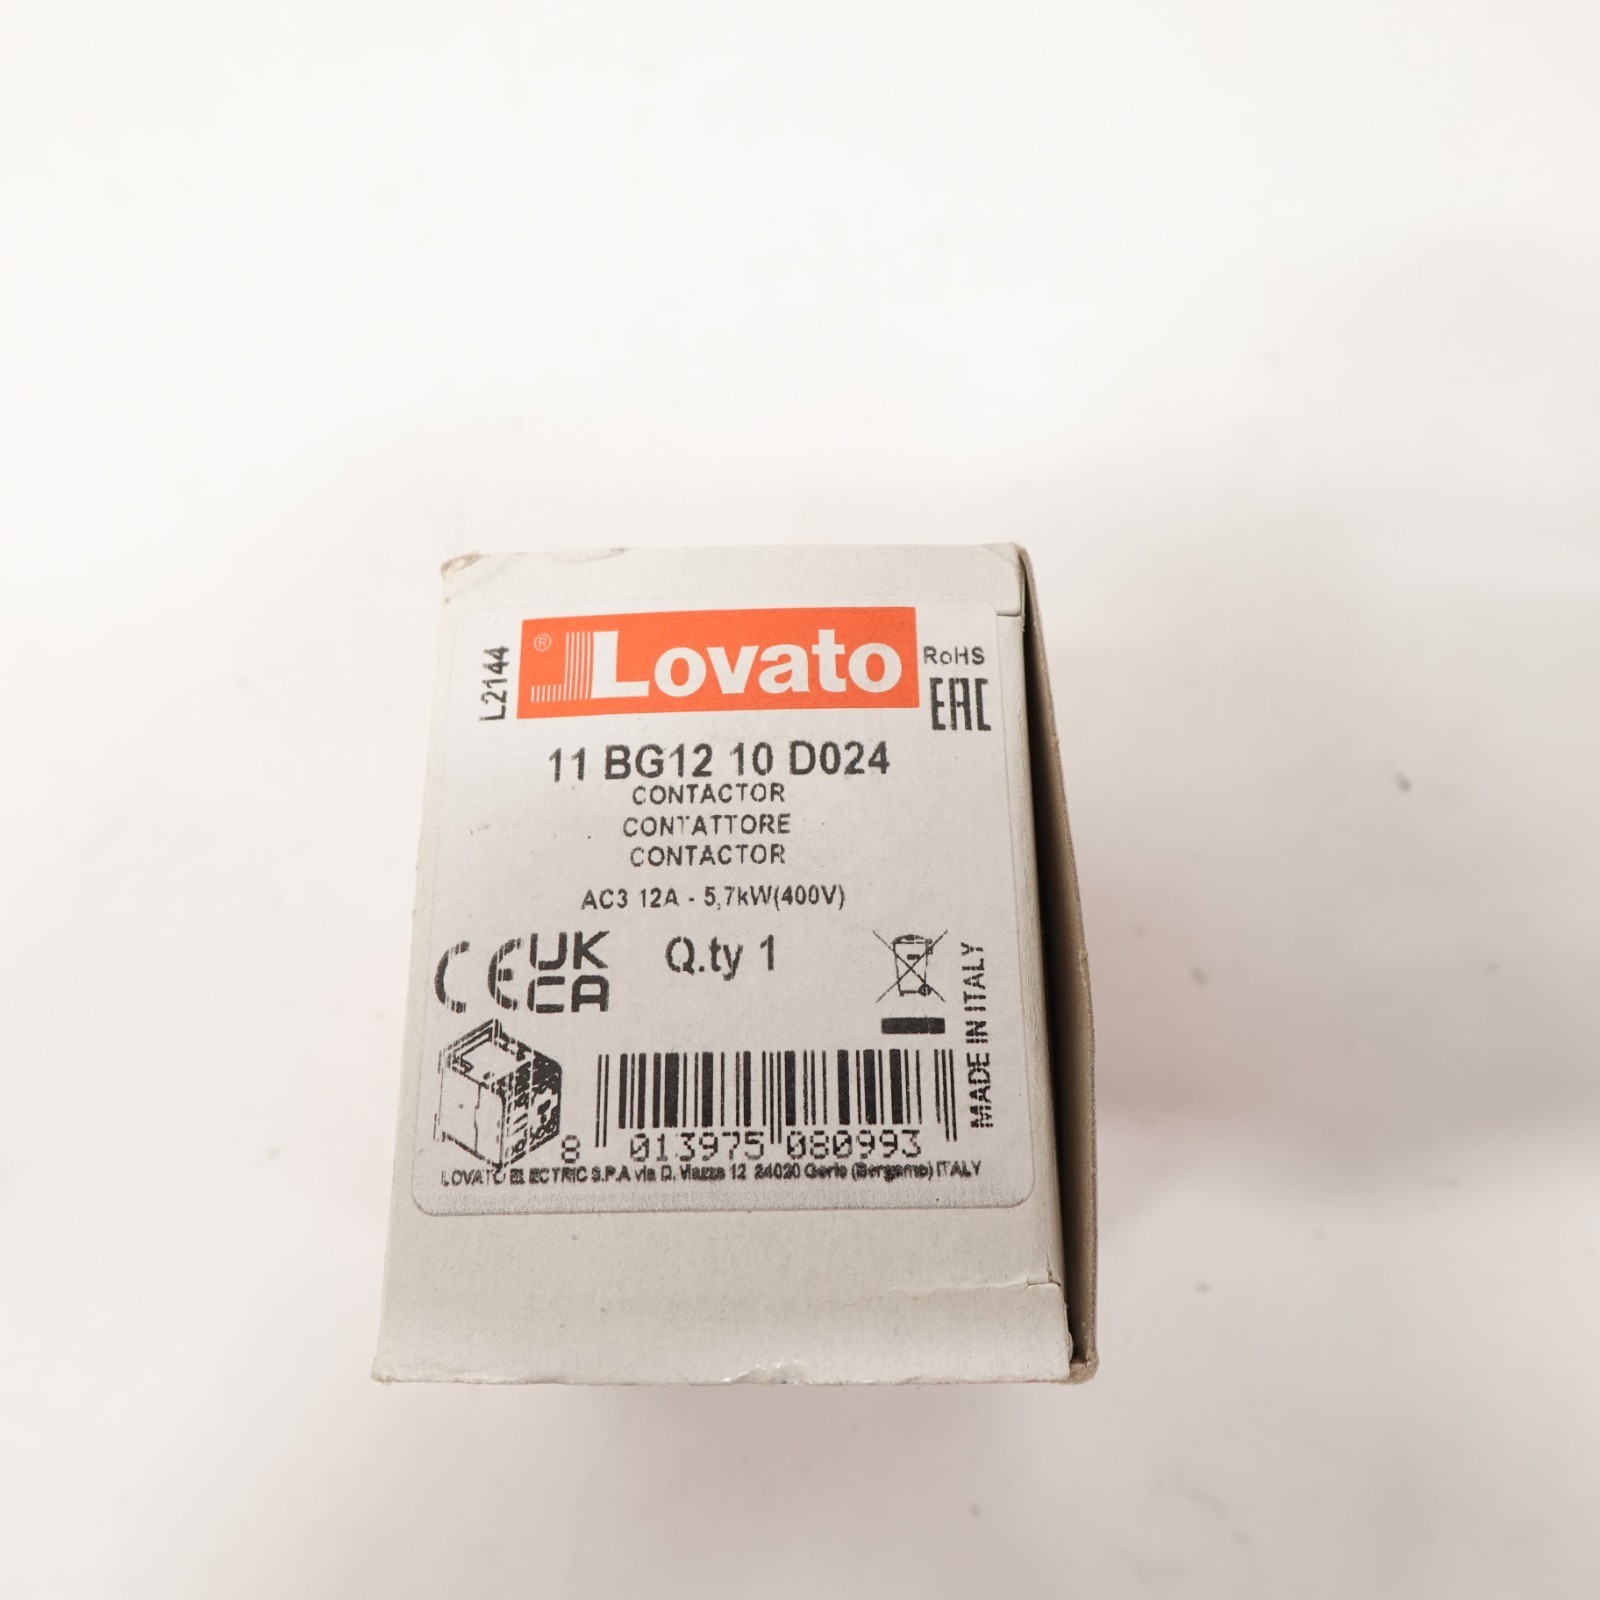 L2144
® Lovato
RoHS
EAC
11 BG12 10 D024
CONTACTOR
CONTATTORE
CONTACTOR
AC3 12A - 5,7kW(400V)
CE UK CA
Q.ty 1
MADE IN ITALY
8 013975 080993
LOVATO ELECTRIC S.P.A via D. Mazza 12 24020 Gorle (Bergamo) ITALY